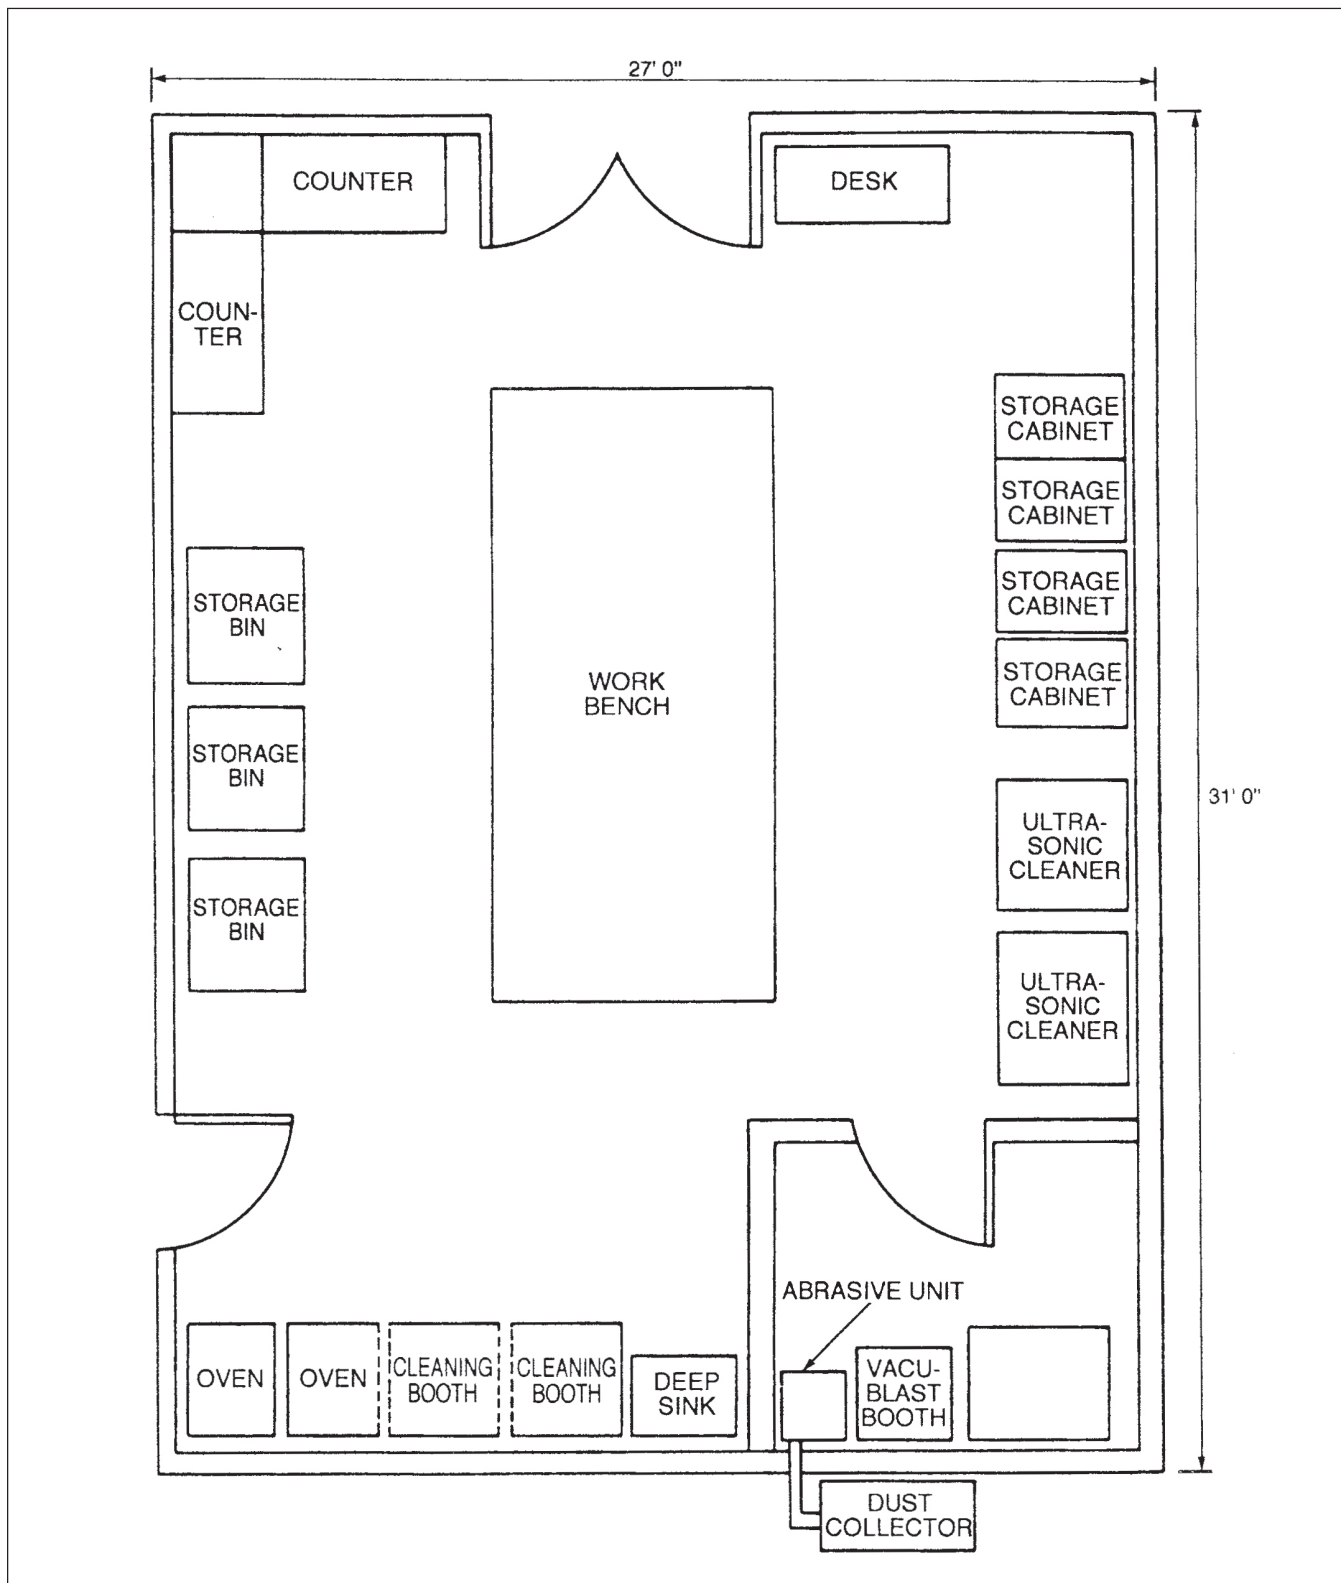 27' 0"
COUNTER
DESK
COUN-
TER
STORAGE
CABINET
STORAGE
CABINET
STORAGE
CABINET
STORAGE
CABINET
STORAGE
BIN
STORAGE
BIN
STORAGE
BIN
WORK
BENCH
31' 0"
ULTRA-
SONIC
CLEANER
ULTRA-
SONIC
CLEANER
ABRASIVE UNIT
OVEN
OVEN
CLEANING
BOOTH
CLEANING
BOOTH
DEEP
SINK
VACU-
BLAST
BOOTH
DUST
COLLECTOR